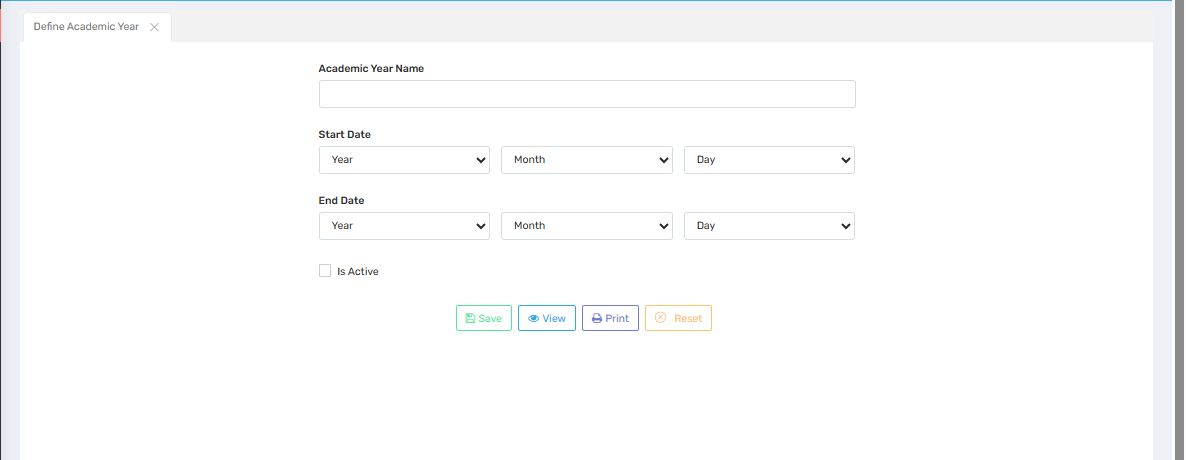 Define Academic Year
Academic Year Name
Start Date
Year Month Day
End Date
Year Month Day
Is Active
Save View Print Reset